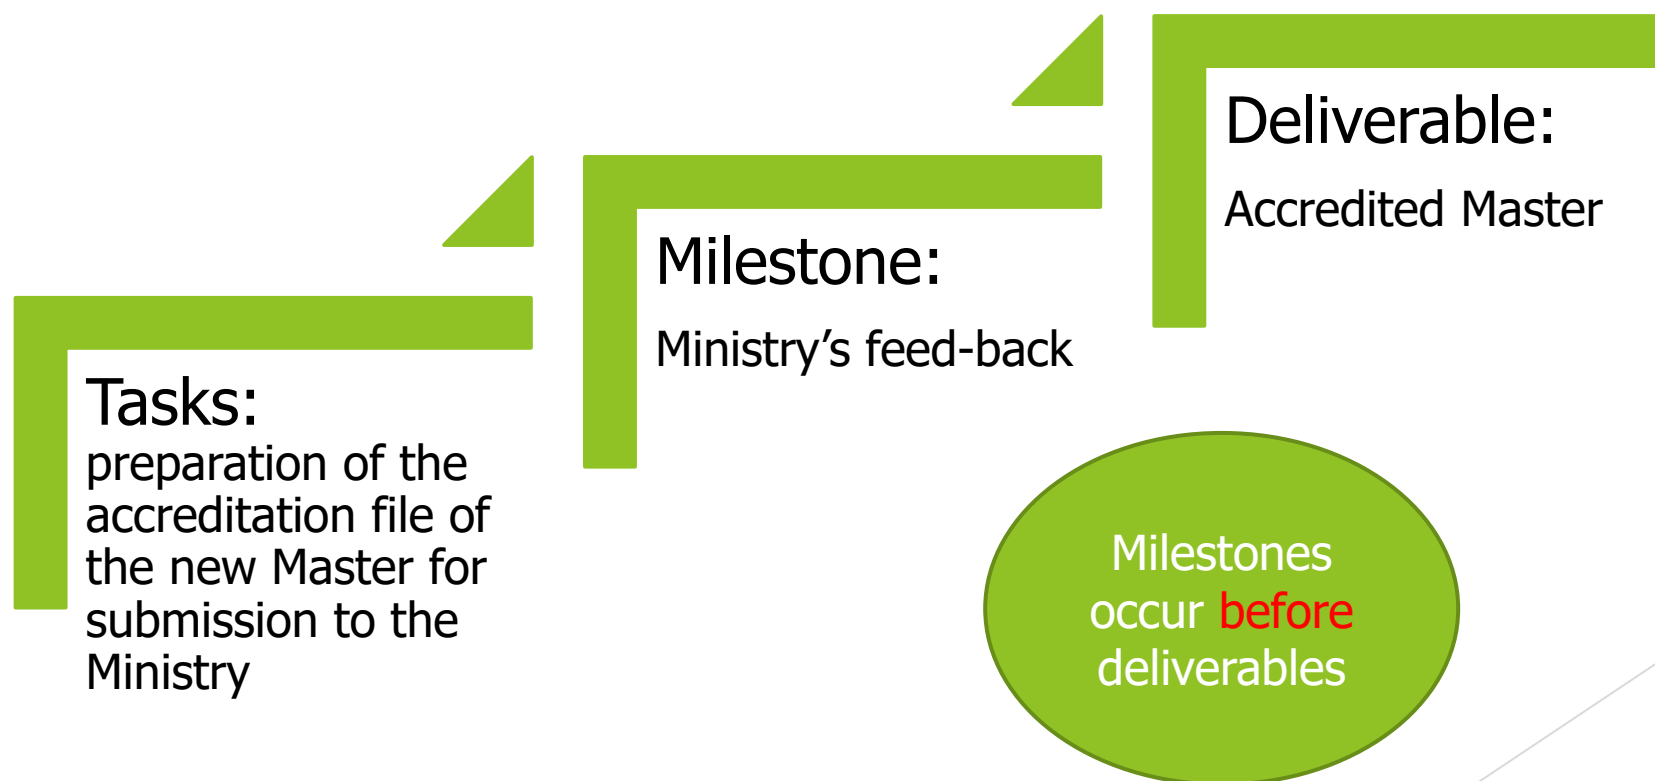 Tasks:
preparation of the
accreditation file of
the new Master for
submission to the
Ministry
Milestone:
Ministry’s feed-back
Deliverable:
Accredited Master
Milestones
occur before
deliverables